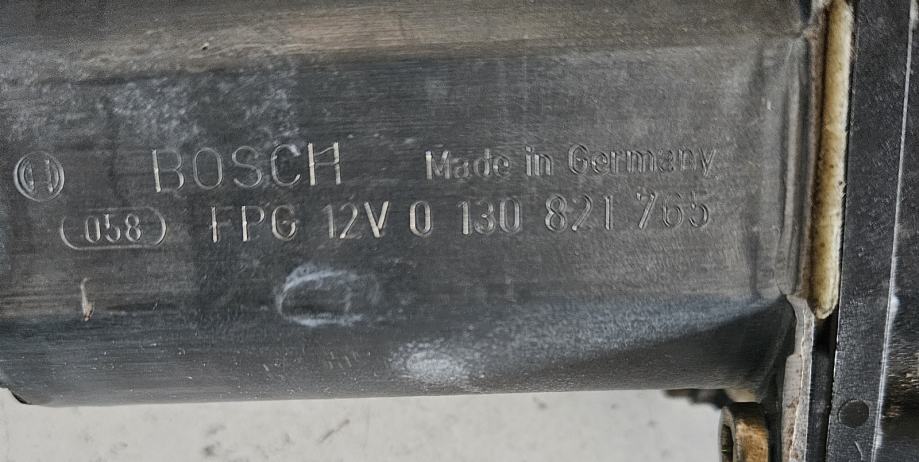 BOSCH Made in Germany
058 FPG 12V 0 130 821 765